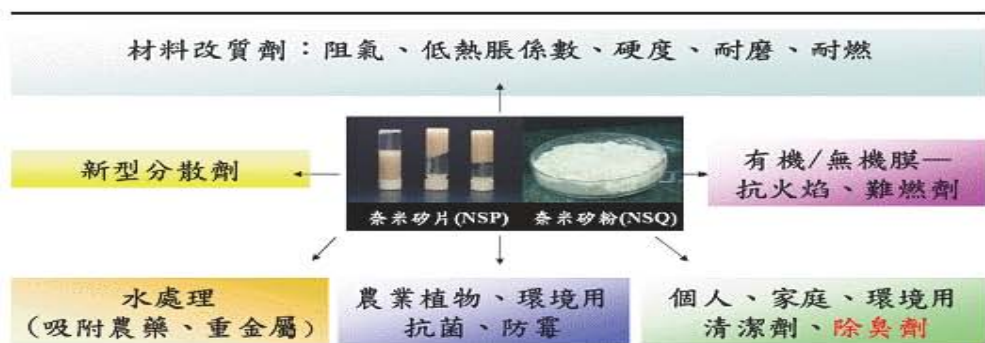 材料改質劑：阻氣、低熱脹係數、硬度、耐磨、耐燃
新型分散劑
有機/無機膜—
抗火焰、難燃劑
奈米矽片(NSP)
奈米矽粉(NSQ)
水處理
(吸附農藥、重金屬)
農業植物、環境用
抗菌、防霉
個人、家庭、環境用
清潔劑、除臭劑